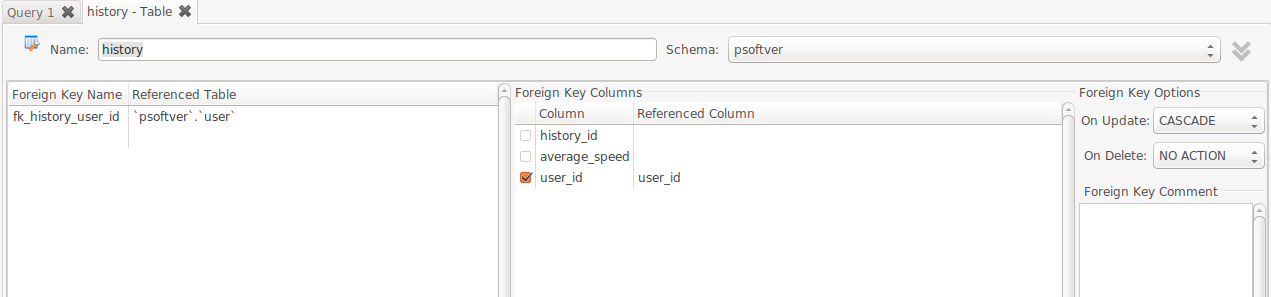 Query 1 history - Table
Name: history Schema: psoftver
Foreign Key Name Referenced Table
fk_history_user_id `psoftver`.`user`
Foreign Key Columns
Column Referenced Column
history_id
average_speed
user_id user_id
Foreign Key Options
On Update: CASCADE
On Delete: NO ACTION
Foreign Key Comment